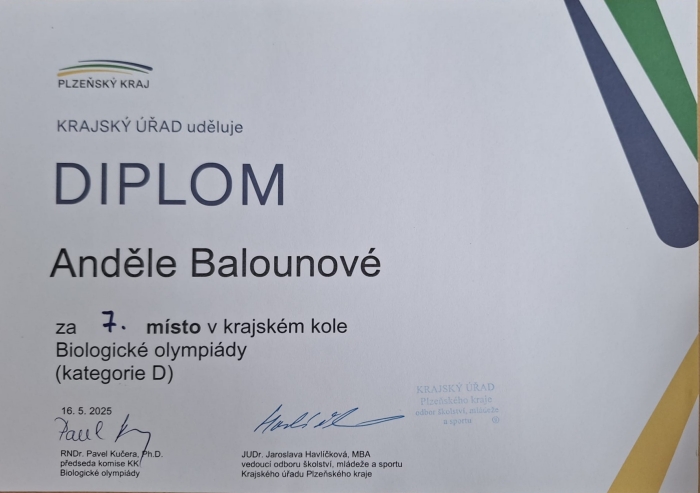 PLZEŇSKÝ KRAJ
KRAJSKÝ ÚŘAD uděluje
DIPLOM
Anděle Balounové
za 7. místo v krajském kole
Biologické olympiády
(kategorie D)
16. 5. 2025
RNDr. Pavel Kučera, Ph.D.
předseda komise KK
Biologické olympiády
JUDr. Jaroslava Havlíčková, MBA
vedoucí odboru školství, mládeže a sportu
Krajského úřadu Plzeňského kraje
KRAJSKÝ ÚŘAD
Plzeňského kraje
odbor školství, mládeže
a sportu